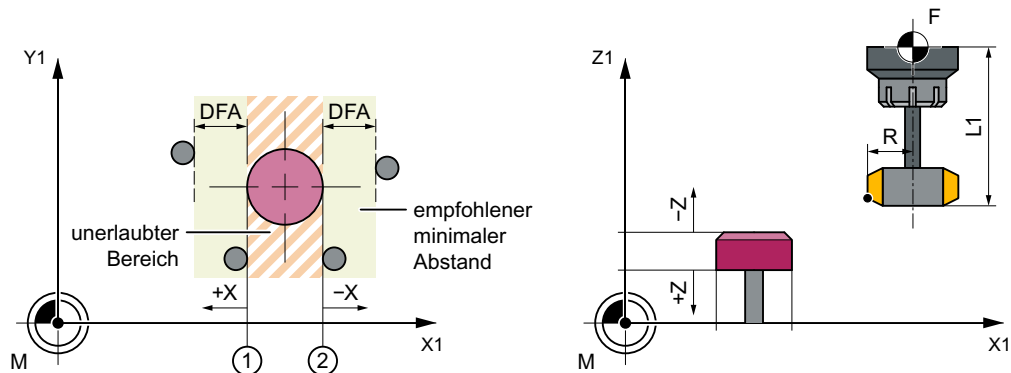 Y1
DFA
DFA
unerlaubter
Bereich
empfohlener
minimaler
Abstand
+X
−X
M
X1
1
2
Z1
F
R
L1
−Z
+Z
M
X1